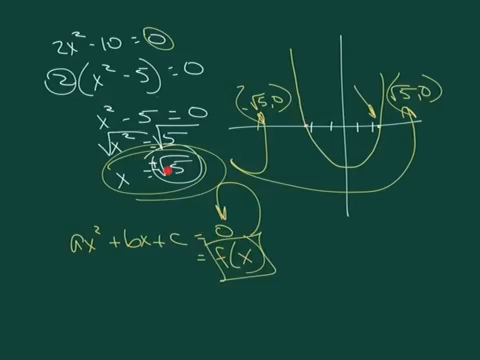 2x² - 10 = 0
2(x² - 5) = 0
x² - 5 = 0
√x² = √5
x = ±√5
(-√5, 0)
(√5, 0)
ax² + bx + c = 0
= f(x)